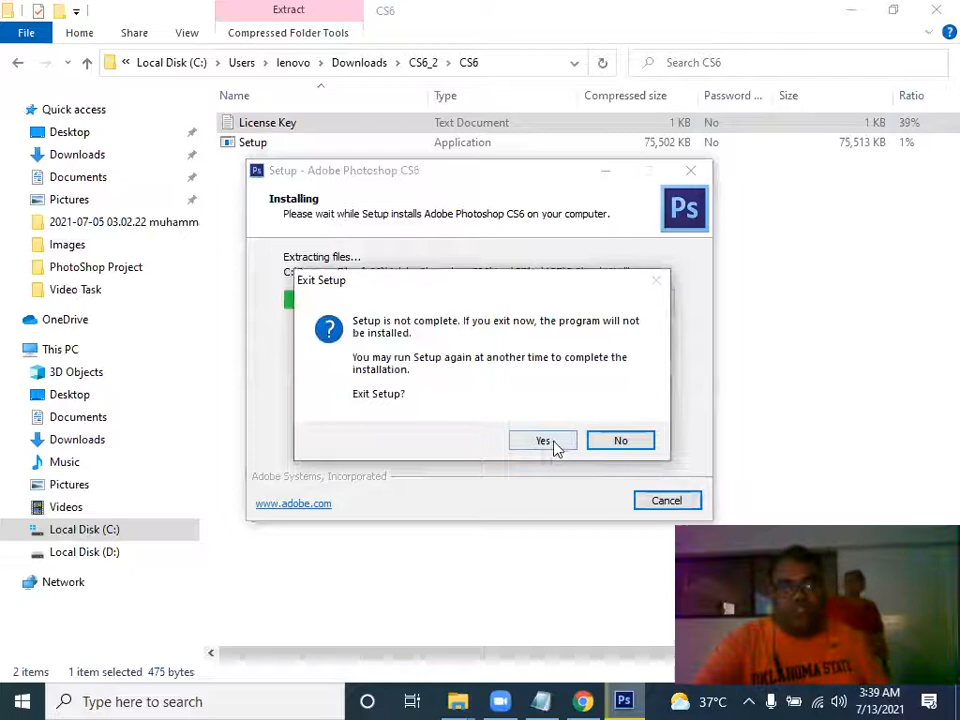 Extract
CS6
File
Home
Share
View
Compressed Folder Tools
« Local Disk (C:) > Users > lenovo > Downloads > CS6_2 > CS6
Search CS6
Name
Type
Compressed size
Password ...
Size
Ratio
License Key
Text Document
1 KB
No
1 KB
39%
Setup
Application
75,502 KB
No
75,513 KB
1%
Quick access
Desktop
Downloads
Documents
Pictures
2021-07-05 03.02.22 muhamm
Images
PhotoShop Project
Video Task
OneDrive
This PC
3D Objects
Desktop
Documents
Downloads
Music
Pictures
Videos
Local Disk (C:)
Local Disk (D:)
Network
Setup - Adobe Photoshop CS6
Installing
Please wait while Setup installs Adobe Photoshop CS6 on your computer.
Ps
Extracting files...
Exit Setup
Setup is not complete. If you exit now, the program will not
be installed.
You may run Setup again at another time to complete the
installation.
Exit Setup?
Yes
No
Adobe Systems, Incorporated
www.adobe.com
Cancel
OKLAHOMA STATE
2 items
1 item selected 475 bytes
Type here to search
Ps
37°C
3:39 AM
7/13/2021